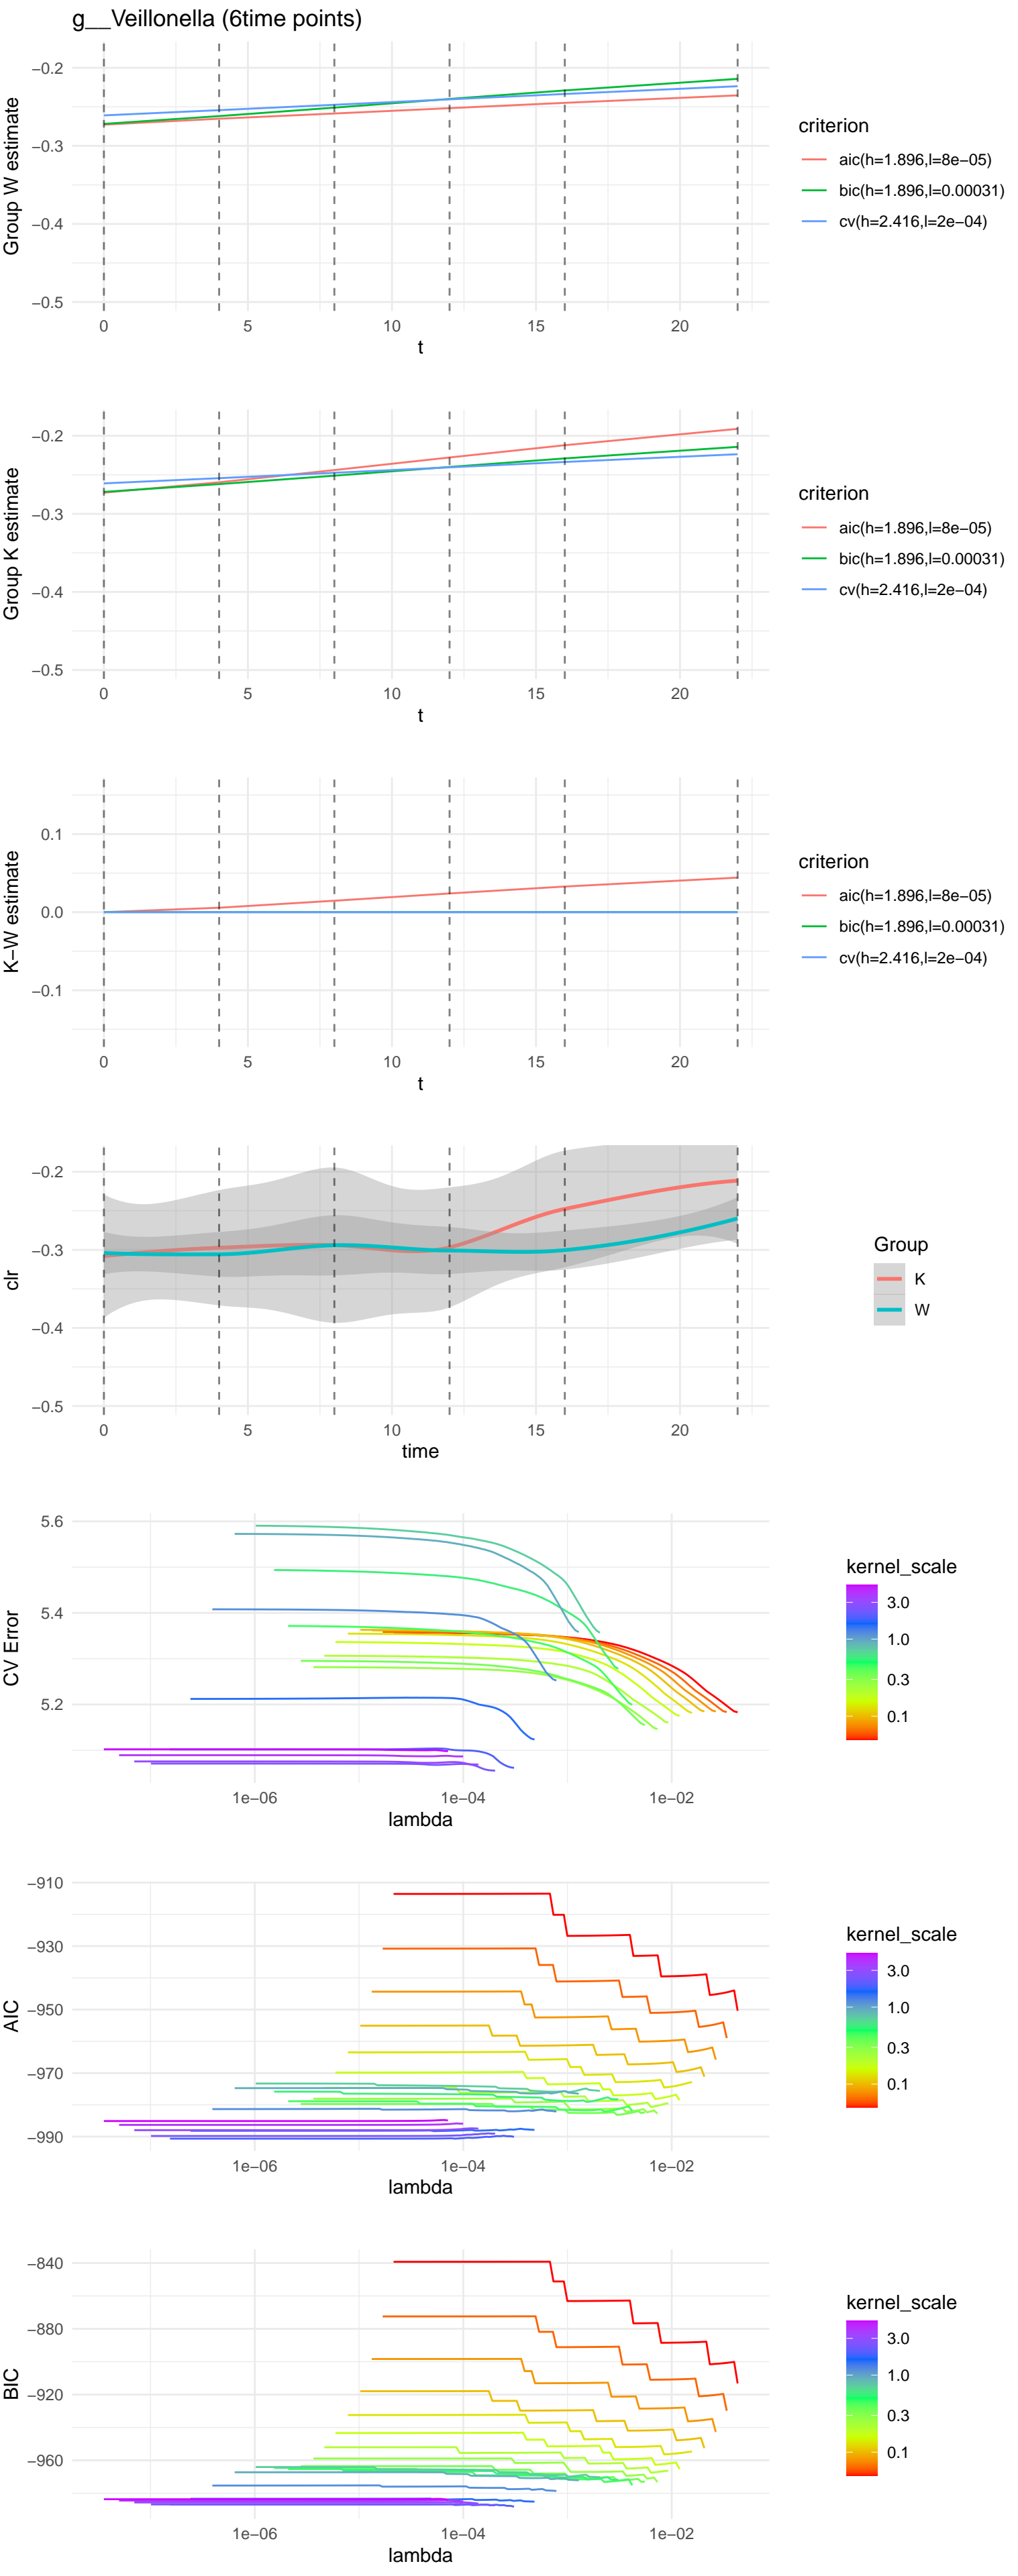 g__Veillonella (6time points)
−0.2
−0.3
−0.4
−0.5
Group W estimate
0 5 10 15 20
t
criterion
aic(h=1.896,l=8e−05)
bic(h=1.896,l=0.00031)
cv(h=2.416,l=2e−04)
−0.2
−0.3
−0.4
−0.5
Group K estimate
0 5 10 15 20
t
criterion
aic(h=1.896,l=8e−05)
bic(h=1.896,l=0.00031)
cv(h=2.416,l=2e−04)
0.1
0.0
−0.1
K−W estimate
0 5 10 15 20
t
criterion
aic(h=1.896,l=8e−05)
bic(h=1.896,l=0.00031)
cv(h=2.416,l=2e−04)
−0.2
−0.3
−0.4
−0.5
clr
0 5 10 15 20
time
Group
K
W
5.6
5.4
5.2
CV Error
1e−06 1e−04 1e−02
lambda
kernel_scale
3.0
1.0
0.3
0.1
−910
−930
−950
−970
−990
AIC
1e−06 1e−04 1e−02
lambda
kernel_scale
3.0
1.0
0.3
0.1
−840
−880
−920
−960
BIC
1e−06 1e−04 1e−02
lambda
kernel_scale
3.0
1.0
0.3
0.1